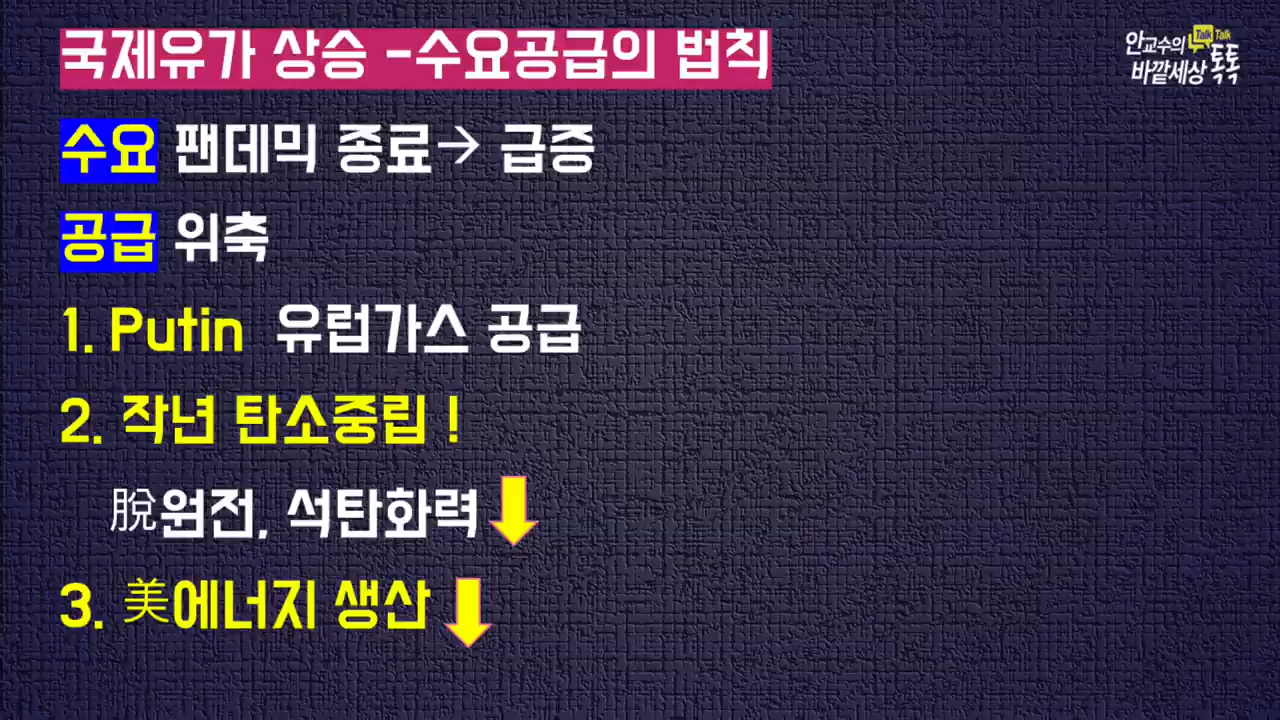 국제유가 상승 -수요공급의 법칙
안교수의 Talk Talk
바깥세상 톡톡
수요 팬데믹 종료→ 급증
공급 위축
1. Putin 유럽가스 공급
2. 작년 탄소중립 !
脫원전, 석탄화력
3. 美에너지 생산